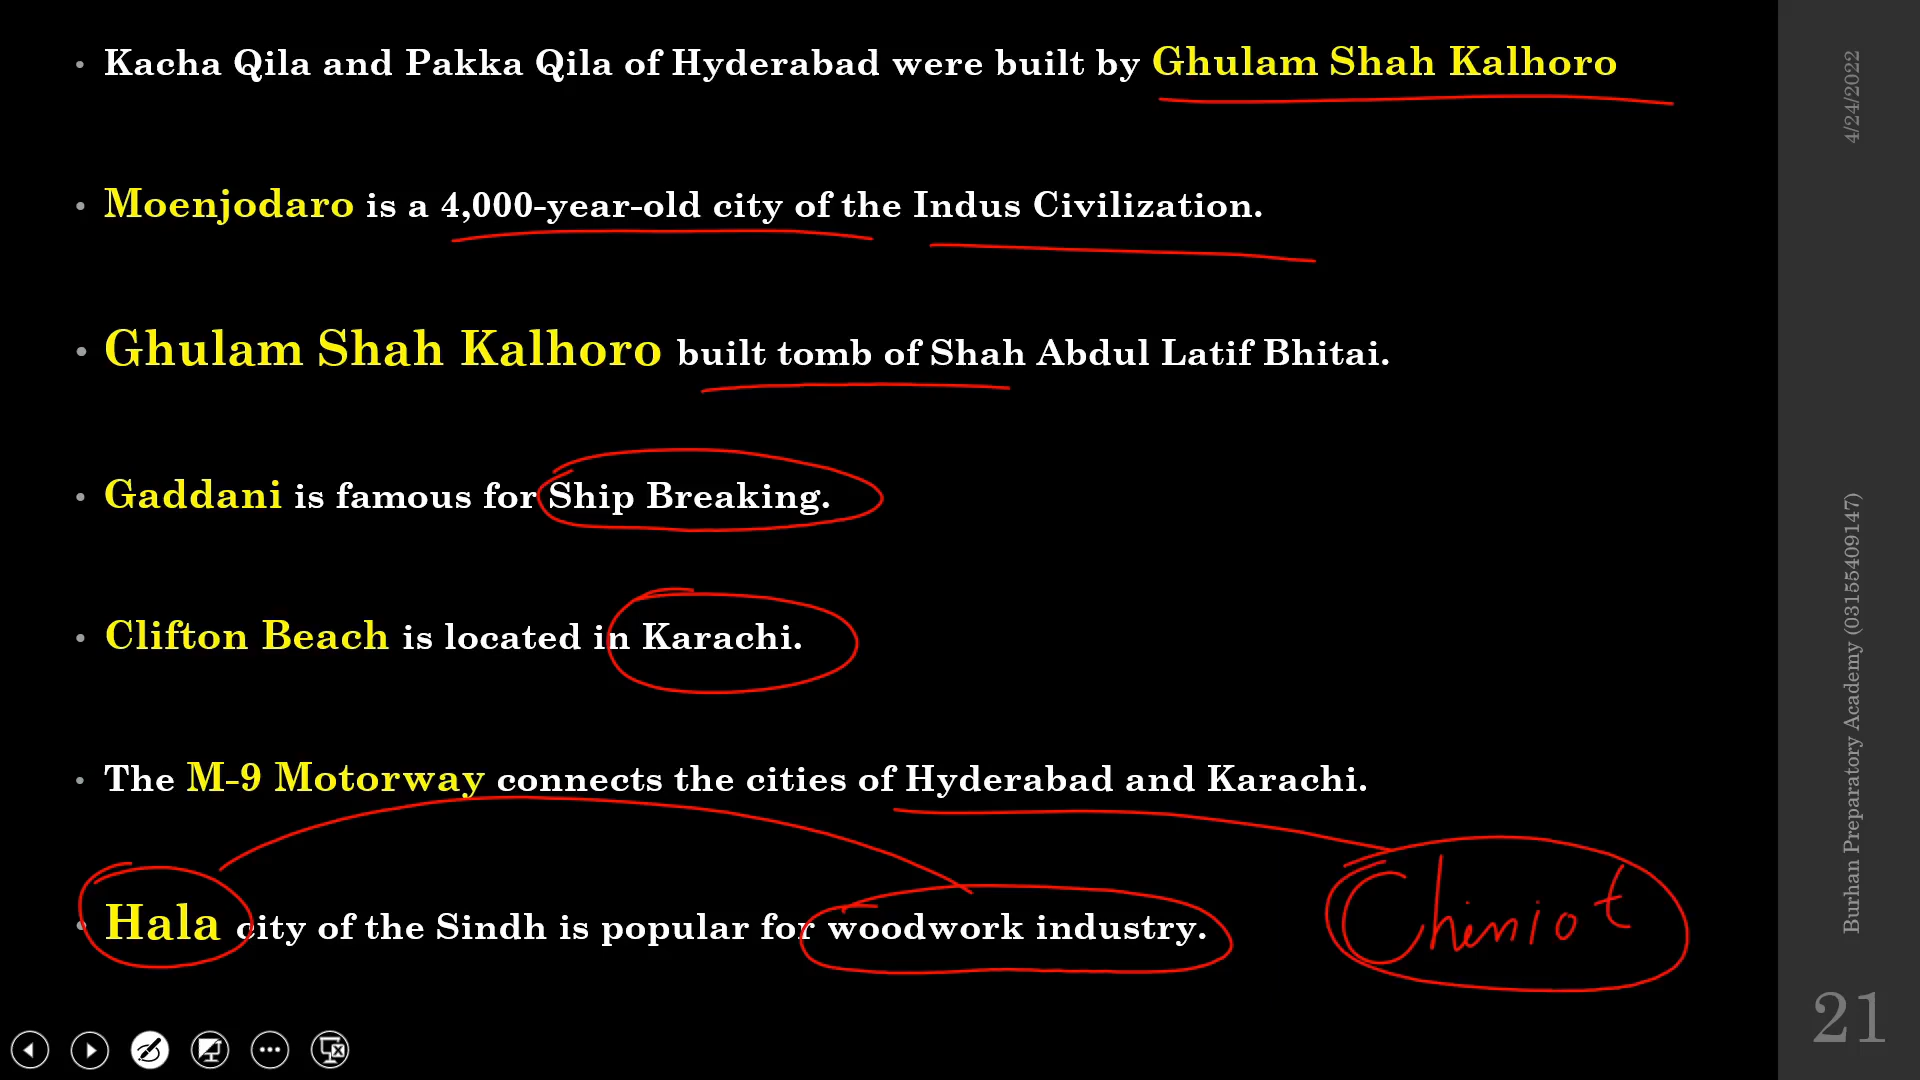 • Kacha Qila and Pakka Qila of Hyderabad were built by Ghulam Shah Kalhoro
• Moenjodaro is a 4,000-year-old city of the Indus Civilization.
• Ghulam Shah Kalhoro built tomb of Shah Abdul Latif Bhitai.
• Gaddani is famous for Ship Breaking.
• Clifton Beach is located in Karachi.
• The M-9 Motorway connects the cities of Hyderabad and Karachi.
• Hala city of the Sindh is popular for woodwork industry.
Chiniot
4/24/2022
Burhan Preparatory Academy (03155409147)
21